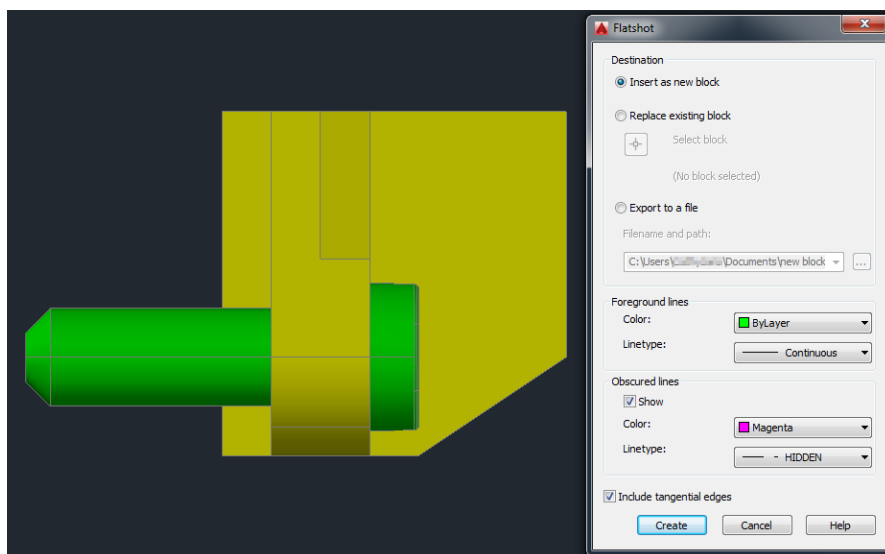 Flatshot
Destination
Insert as new block
Replace existing block
Select block
(No block selected)
Export to a file
Filename and path:
C:\Users\ \Documents\new block
...
Foreground lines
Color:
ByLayer
Linetype:
Continuous
Obscured lines
Show
Color:
Magenta
Linetype:
HIDDEN
Include tangential edges
Create
Cancel
Help